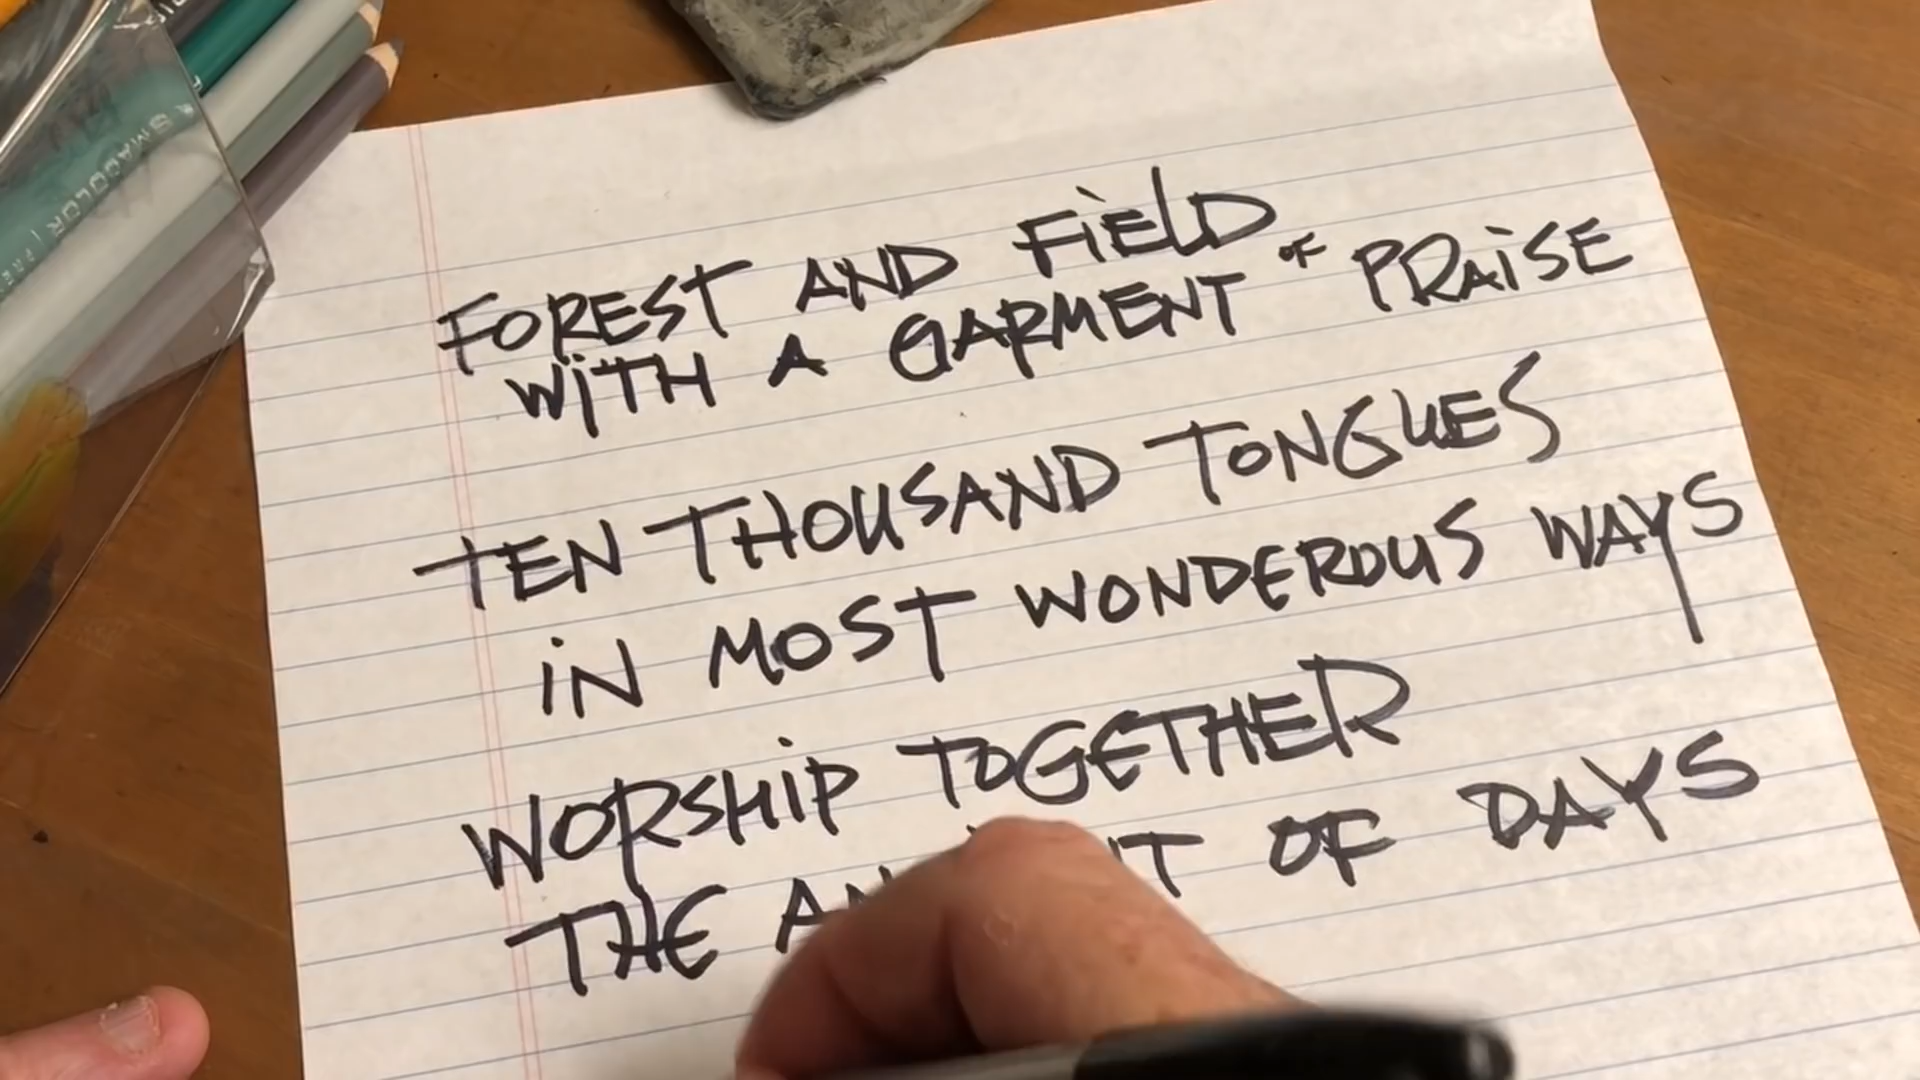 FOREST AND FiELD
WiTH A GARMENT OF PRAiSE
TEN THOUSAND TONGUES
iN MOST WONDEROUS WAYS
WORSHiP TOGETHER
THE OF DAYS